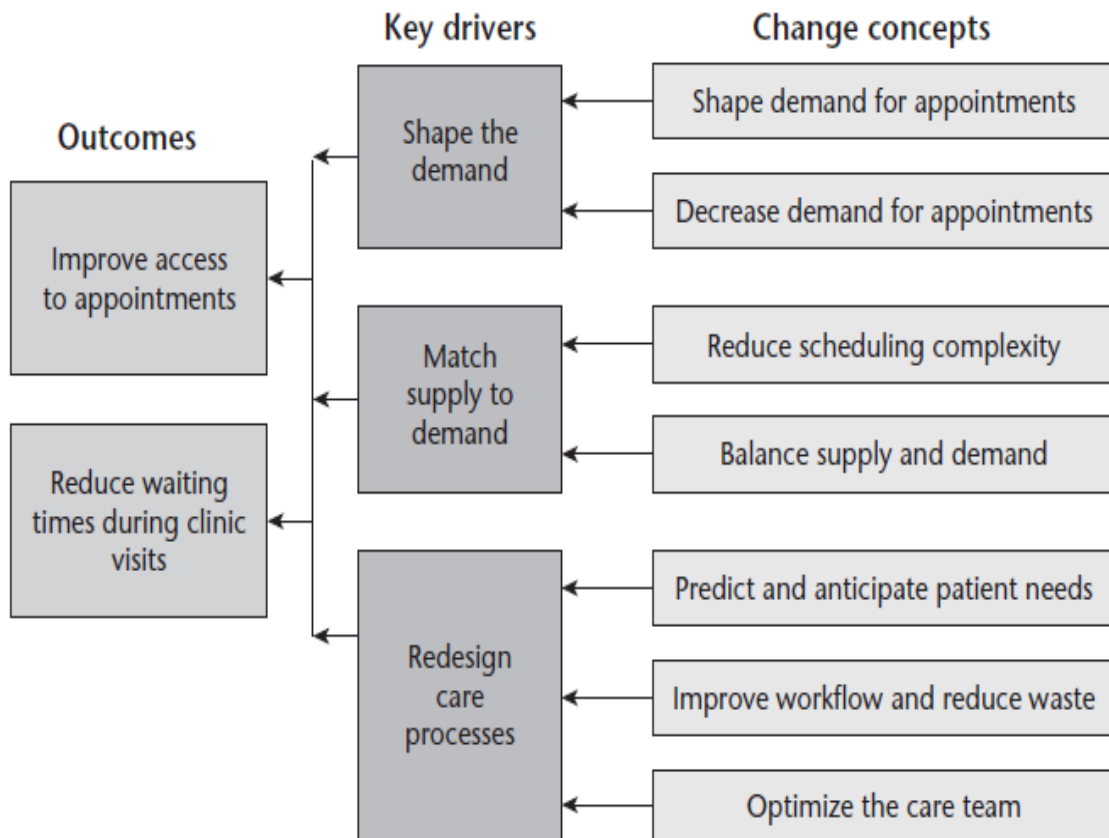 Key drivers
Change concepts
Outcomes
Improve access
to appointments
Reduce waiting
times during clinic
visits
Shape the
demand
Match
supply to
demand
Redesign
care
processes
Shape demand for appointments
Decrease demand for appointments
Reduce scheduling complexity
Balance supply and demand
Predict and anticipate patient needs
Improve workflow and reduce waste
Optimize the care team